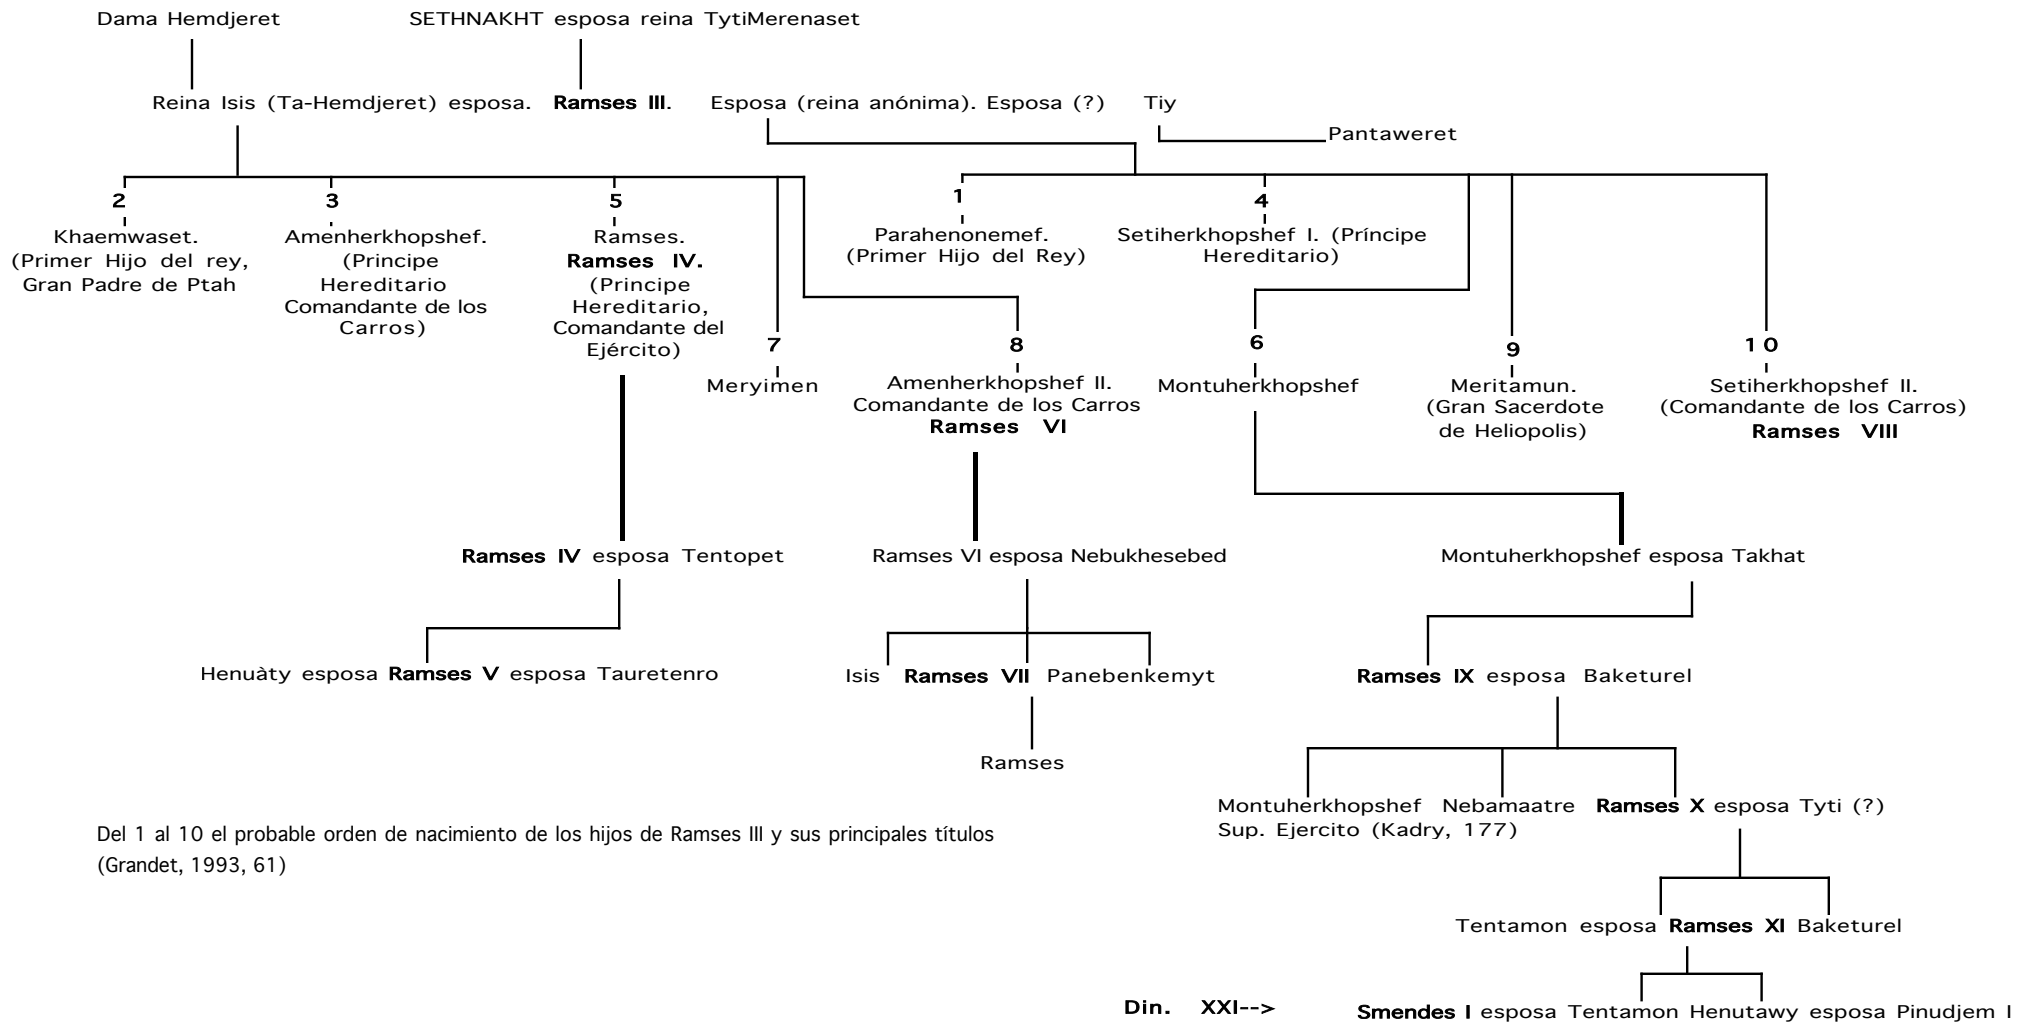 Dama Hemdjeret
SETHNAKHT esposa reina TytiMerenaset
Reina Isis (Ta-Hemdjeret) esposa. Ramses III. Esposa (reina anónima). Esposa (?) Tiy
Pantaweret
2
Khaemwaset.
(Primer Hijo del rey,
Gran Padre de Ptah
3
Amenherkhopshef.
(Principe
Hereditario
Comandante de los
Carros)
5
Ramses.
Ramses IV.
(Principe
Hereditario,
Comandante del
Ejército)
1
Parahenonemef.
(Primer Hijo del Rey)
4
Setiherkhopshef I. (Príncipe
Hereditario)
7
Meryimen
8
Amenherkhopshef II.
Comandante de los Carros
Ramses VI
6
Montuherkhopshef
9
Meritamun.
(Gran Sacerdote
de Heliopolis)
10
Setiherkhopshef II.
(Comandante de los Carros)
Ramses VIII
Ramses IV esposa Tentopet
Ramses VI esposa Nebukhesebed
Montuherkhopshef esposa Takhat
Henuàty esposa Ramses V esposa Tauretenro
Isis Ramses VII Panebenkemyt
Ramses IX esposa Baketurel
Ramses
Montuherkhopshef Nebamaatre Ramses X esposa Tyti (?)
Sup. Ejercito (Kadry, 177)
Del 1 al 10 el probable orden de nacimiento de los hijos de Ramses III y sus principales títulos
(Grandet, 1993, 61)
Tentamon esposa Ramses XI Baketurel
Din. XXI-->
Smendes I esposa Tentamon Henutawy esposa Pinudjem I